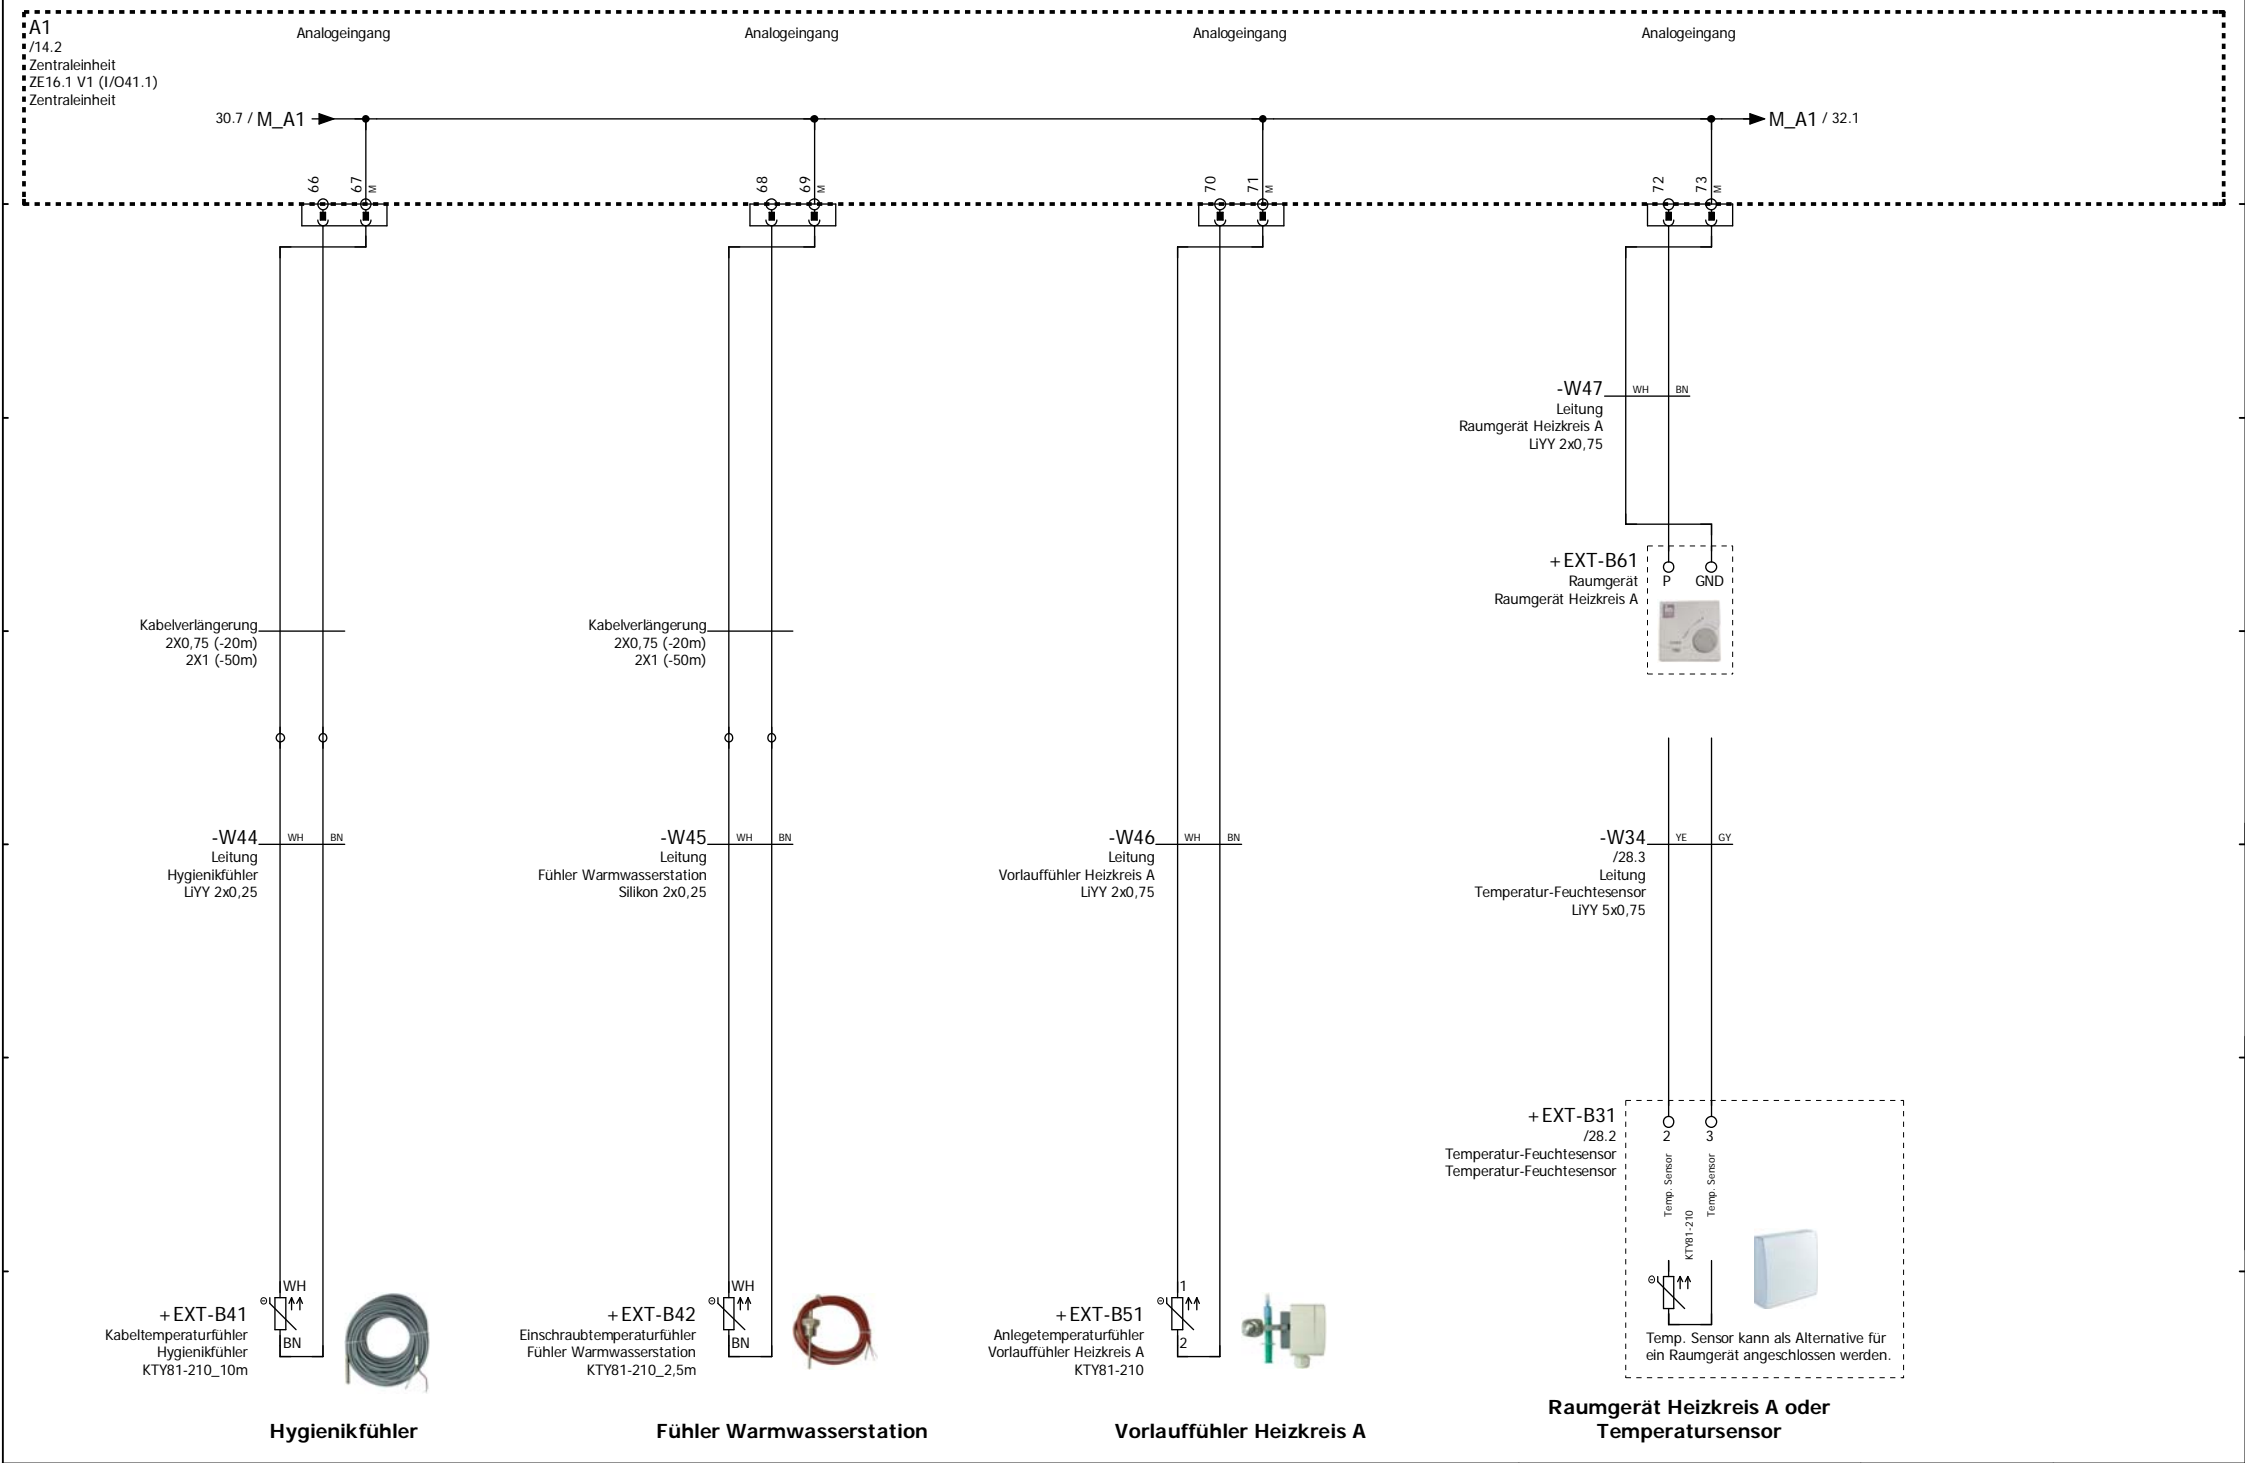 A1
/14.2
Zentraleinheit
ZE16.1 V1 (I/O41.1)
Zentraleinheit
Analogeingang
Analogeingang
Analogeingang
Analogeingang
30.7 / M_A1
M_A1 / 32.1
66
67
M
68
69
M
70
71
M
72
73
M
Kabelverlängerung
2X0,75 (-20m)
2X1 (-50m)
-W44
WH
BN
Leitung
Hygienikfühler
LiYY 2x0,25
+EXT-B41
Kabeltemperaturfühler
Hygienikfühler
KTY81-210_10m
WH
BN
Hygienikfühler
Kabelverlängerung
2X0,75 (-20m)
2X1 (-50m)
-W45
WH
BN
Leitung
Fühler Warmwasserstation
Silikon 2x0,25
+EXT-B42
Einschraubtemperaturfühler
Fühler Warmwasserstation
KTY81-210_2,5m
WH
BN
Fühler Warmwasserstation
-W46
WH
BN
Leitung
Vorlauffühler Heizkreis A
LiYY 2x0,75
+EXT-B51
Anlegetemperaturfühler
Vorlauffühler Heizkreis A
KTY81-210
1
2
Vorlauffühler Heizkreis A
-W47
WH
BN
Leitung
Raumgerät Heizkreis A
LiYY 2x0,75
+EXT-B61
Raumgerät
Raumgerät Heizkreis A
P
GND
-W34
YE
GY
/28.3
Leitung
Temperatur-Feuchtesensor
LiYY 5x0,75
+EXT-B31
/28.2
Temperatur-Feuchtesensor
Temperatur-Feuchtesensor
2
3
Temp. Sensor
Temp. Sensor
KTY81-210
Temp. Sensor kann als Alternative für
ein Raumgerät angeschlossen werden.
Raumgerät Heizkreis A oder
Temperatursensor